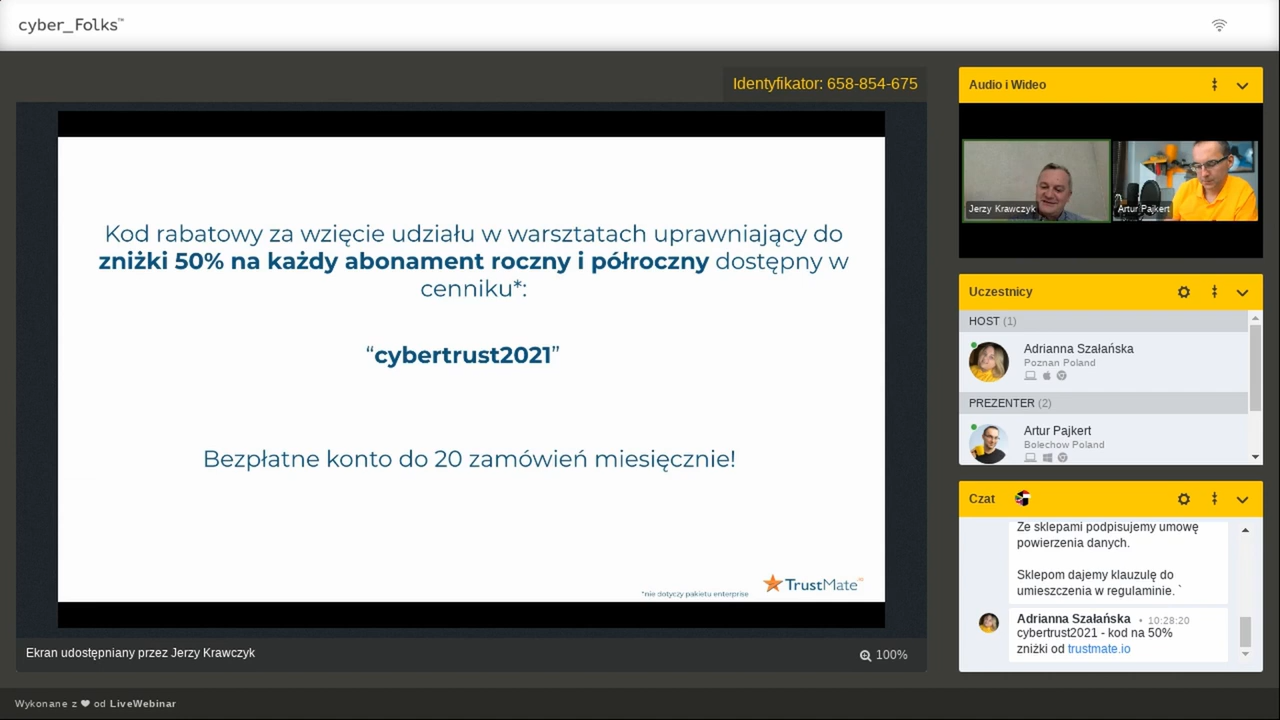 cyber_Folks™
Identyfikator: 658-854-675
Kod rabatowy za wzięcie udziału w warsztatach uprawniający do
zniżki 50% na każdy abonament roczny i półroczny dostępny w
cenniku*:
“cybertrust2021”
Bezpłatne konto do 20 zamówień miesięcznie!
*nie dotyczy pakietu enterprise
TrustMate
Ekran udostępniany przez Jerzy Krawczyk
100%
Audio i Wideo
Jerzy Krawczyk
Artur Pajkert
Uczestnicy
HOST (1)
Adrianna Szałańska
Poznan Poland
PREZENTER (2)
Artur Pajkert
Bolechow Poland
Czat
Ze sklepami podpisujemy umowę
powierzenia danych.
Sklepom dajemy klauzulę do
umieszczenia w regulaminie. `
Adrianna Szałańska • 10:28:20
cybertrust2021 - kod na 50%
zniżki od trustmate.io
Wykonane z ❤ od LiveWebinar